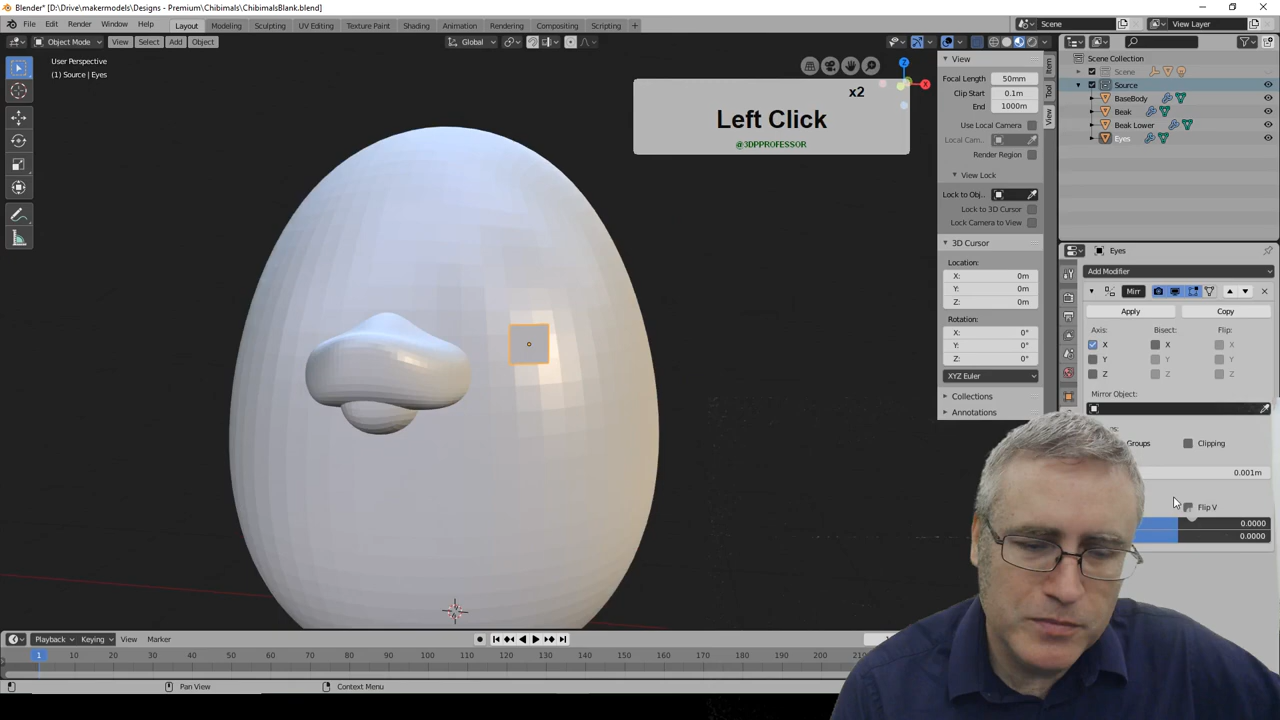 Blender* [D:\Drive\makermodels\Designs - Premium\Chibimals\ChibimalsBlank.blend]
File Edit Render Window Help Layout Modeling Sculpting UV Editing Texture Paint Shading Animation Rendering Compositing Scripting + Scene View Layer
Object Mode View Select Add Object Global
User Perspective
(1) Source | Eyes
x2
Left Click
@3DPPROFESSOR
View
Focal Length 50mm
Clip Start 0.1m
End 1000m
Use Local Camera
Local Cam..
Render Region
View Lock
Lock to Obj..
Lock to 3D Cursor
Lock Camera to View
3D Cursor
Location:
X: 0m
Y: 0m
Z: 0m
Rotation:
X: 0°
Y: 0°
Z: 0°
XYZ Euler
Collections
Annotations
Item
Tool
View
Z
X
Scene Collection
Scene
Source
BaseBody
Beak
Beak Lower
Eyes
Eyes
Add Modifier
Mirr
Apply Copy
Axis: Bisect: Flip:
X X X
Y Y Y
Z Z Z
Mirror Object:
Groups Clipping
0.001m
Flip V
0.0000
0.0000
Playback Keying View Marker
1 10 20 30 40 50 60 70 80 90 100 110 120 130 140 150 160 170 180 190 200
Pan View Context Menu